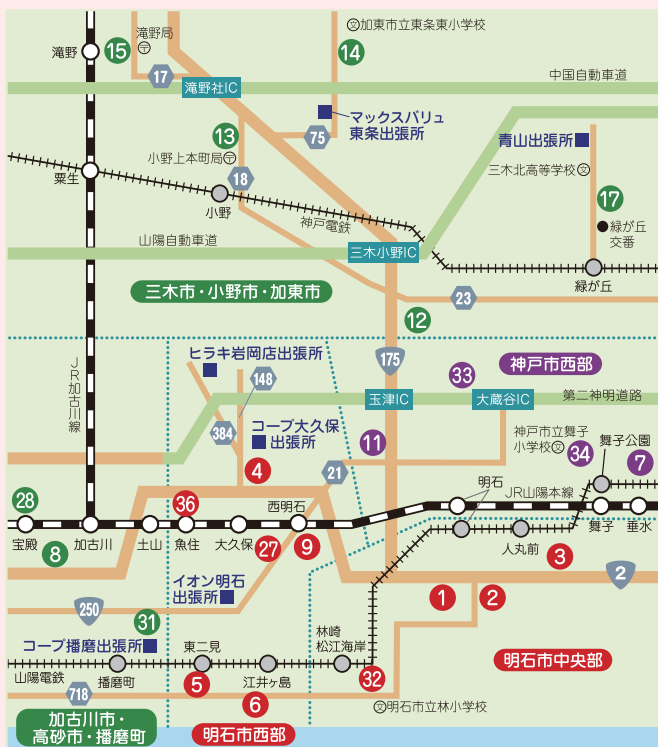 滝野局
〒
文加東市立東条東小学校
滝野
15
14
17
滝野社IC
中国自動車道
マックスバリュ
東条出張所
75
13
青山出張所
小野上本町局〒
三木北高等学校文
粟生
18
17
小野
神戸電鉄
緑が丘
交番
山陽自動車道
三木小野IC
緑が丘
三木市・小野市・加東市
23
12
ヒラキ岩岡店出張所
175
神戸市西部
JR加古川線
148
33
玉津IC
大蔵谷IC
第二神明道路
コープ大久保
出張所
384
11
神戸市立舞子
小学校文
舞子公園
34
7
4
21
28
36
西明石
明石
JR山陽本線
宝殿
加古川
土山
魚住
大久保
舞子
垂水
8
27
9
人丸前
3
イオン明石
出張所
2
250
1
2
31
コープ播磨出張所
東二見
林崎
松江海岸
明石市中央部
山陽電鉄
播磨町
5
江井ヶ島
32
718
6
文明石市立林小学校
加古川市・
高砂市・播磨町
明石市西部